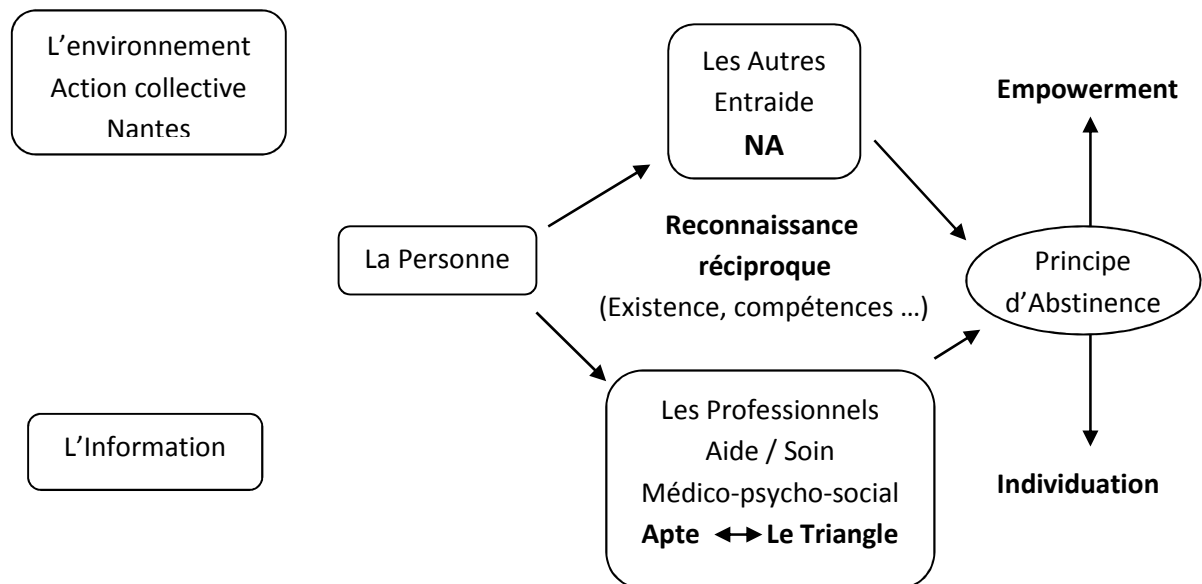 L’environnement
Action collective
Nantes
Les Autres
Entraide
NA
Empowerment
La Personne
Reconnaissance
réciproque
(Existence, compétences …)
Principe
d’Abstinence
L’Information
Les Professionnels
Aide / Soin
Médico-psycho-social
Apte ↔ Le Triangle
Individuation